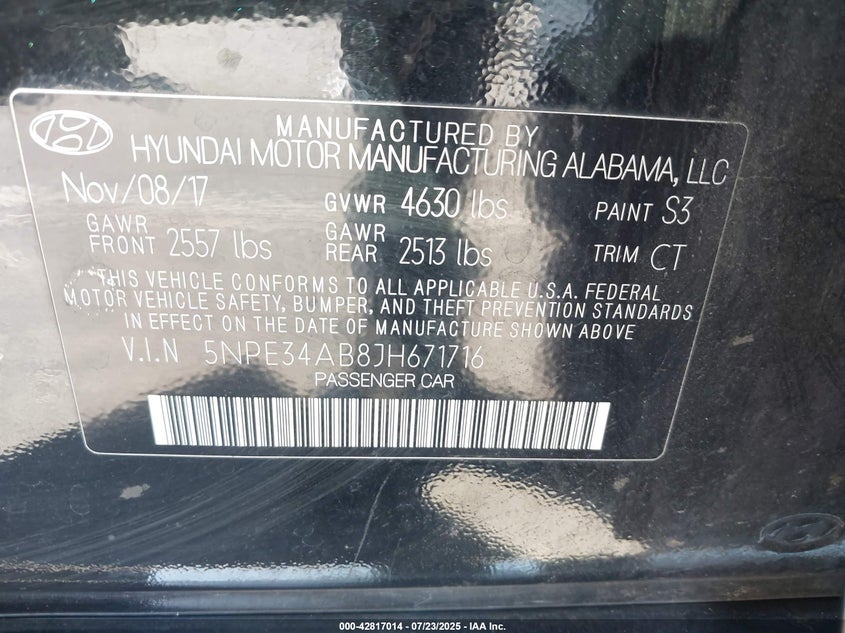 MANUFACTURED BY
HYUNDAI MOTOR MANUFACTURING ALABAMA, LLC
Nov/08/17 GVWR 4630 lbs PAINT S3
GAWR FRONT 2557 lbs GAWR REAR 2513 lbs TRIM CT
THIS VEHICLE CONFORMS TO ALL APPLICABLE U.S.A. FEDERAL
MOTOR VEHICLE SAFETY, BUMPER, AND THEFT PREVENTION STANDARDS
IN EFFECT ON THE DATE OF MANUFACTURE SHOWN ABOVE
V.I.N 5NPE34AB8JH671716
PASSENGER CAR
000-42817014 - 07/23/2025 - IAA Inc.